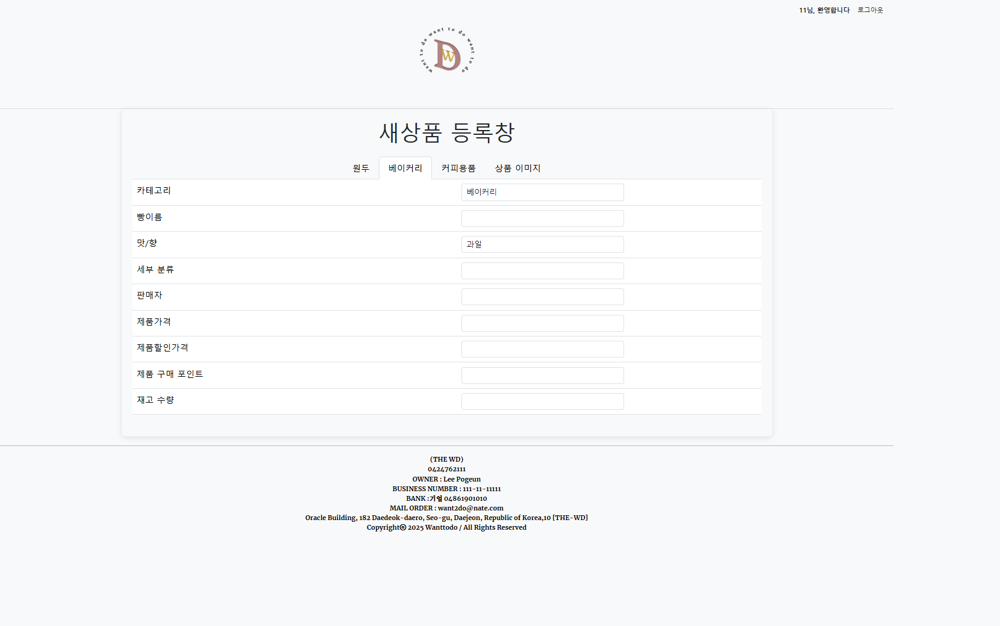 11님, 환영합니다 로그아웃
want to do want to do want to do
D
W
새상품 등록창
원두 베이커리 커피용품 상품 이미지
카테고리 베이커리
빵이름
맛/향 과일
세부 분류
판매자
제품가격
제품할인가격
제품 구매 포인트
재고 수량
(THE WD)
0424762111
OWNER : Lee Pogeun
BUSINESS NUMBER : 111-11-11111
BANK :기업 04861901010
MAIL ORDER : want2do@nate.com
Oracle Building, 182 Daedeok-daero, Seo-gu, Daejeon, Republic of Korea,10 [THE-WD]
Copyrightⓒ 2025 Wanttodo / All Rights Reserved